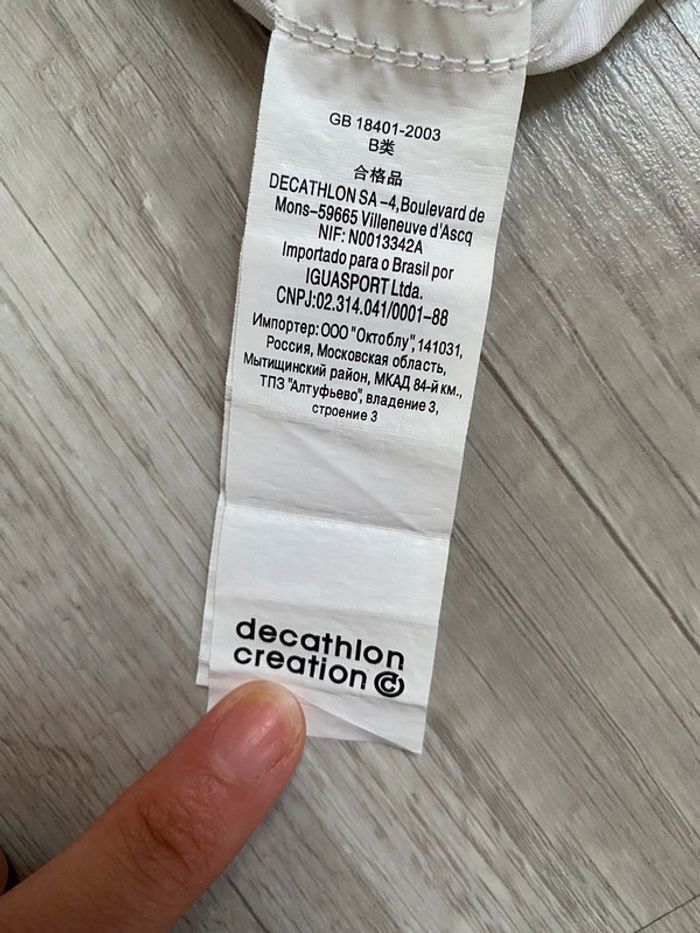 GB 18401-2003
B类
合格品
DECATHLON SA-4,Boulevard de
Mons-59665 Villeneuve d'Ascq
NIF: N0013342A
Importado para o Brasil por
IGUASPORT Ltda.
CNPJ:02.314.041/0001-88
Импортер: ООО "Октоблу", 141031,
Россия, Московская область,
Мытищинский район, МКАД 84-й км.,
ТПЗ "Алтуфьево", владение 3,
строение 3
decathlon
creation